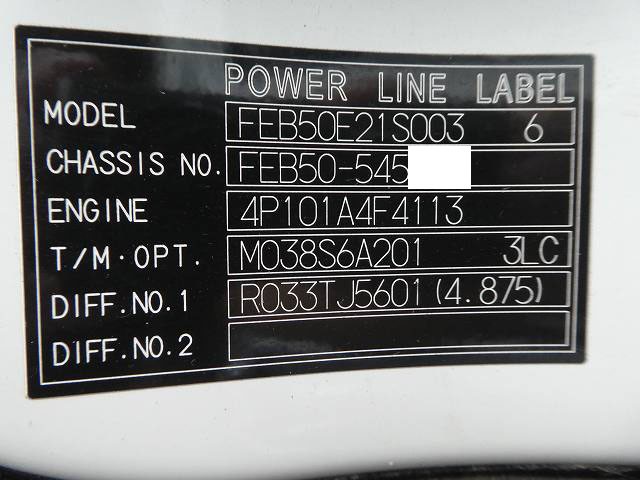 POWER LINE LABEL
MODEL FEB50E21S003 6
CHASSIS NO. FEB50-545
ENGINE 4P101A4F4113
T/M·OPT. M038S6A201 3LC
DIFF.NO.1 R033TJ5601(4.875)
DIFF.NO.2